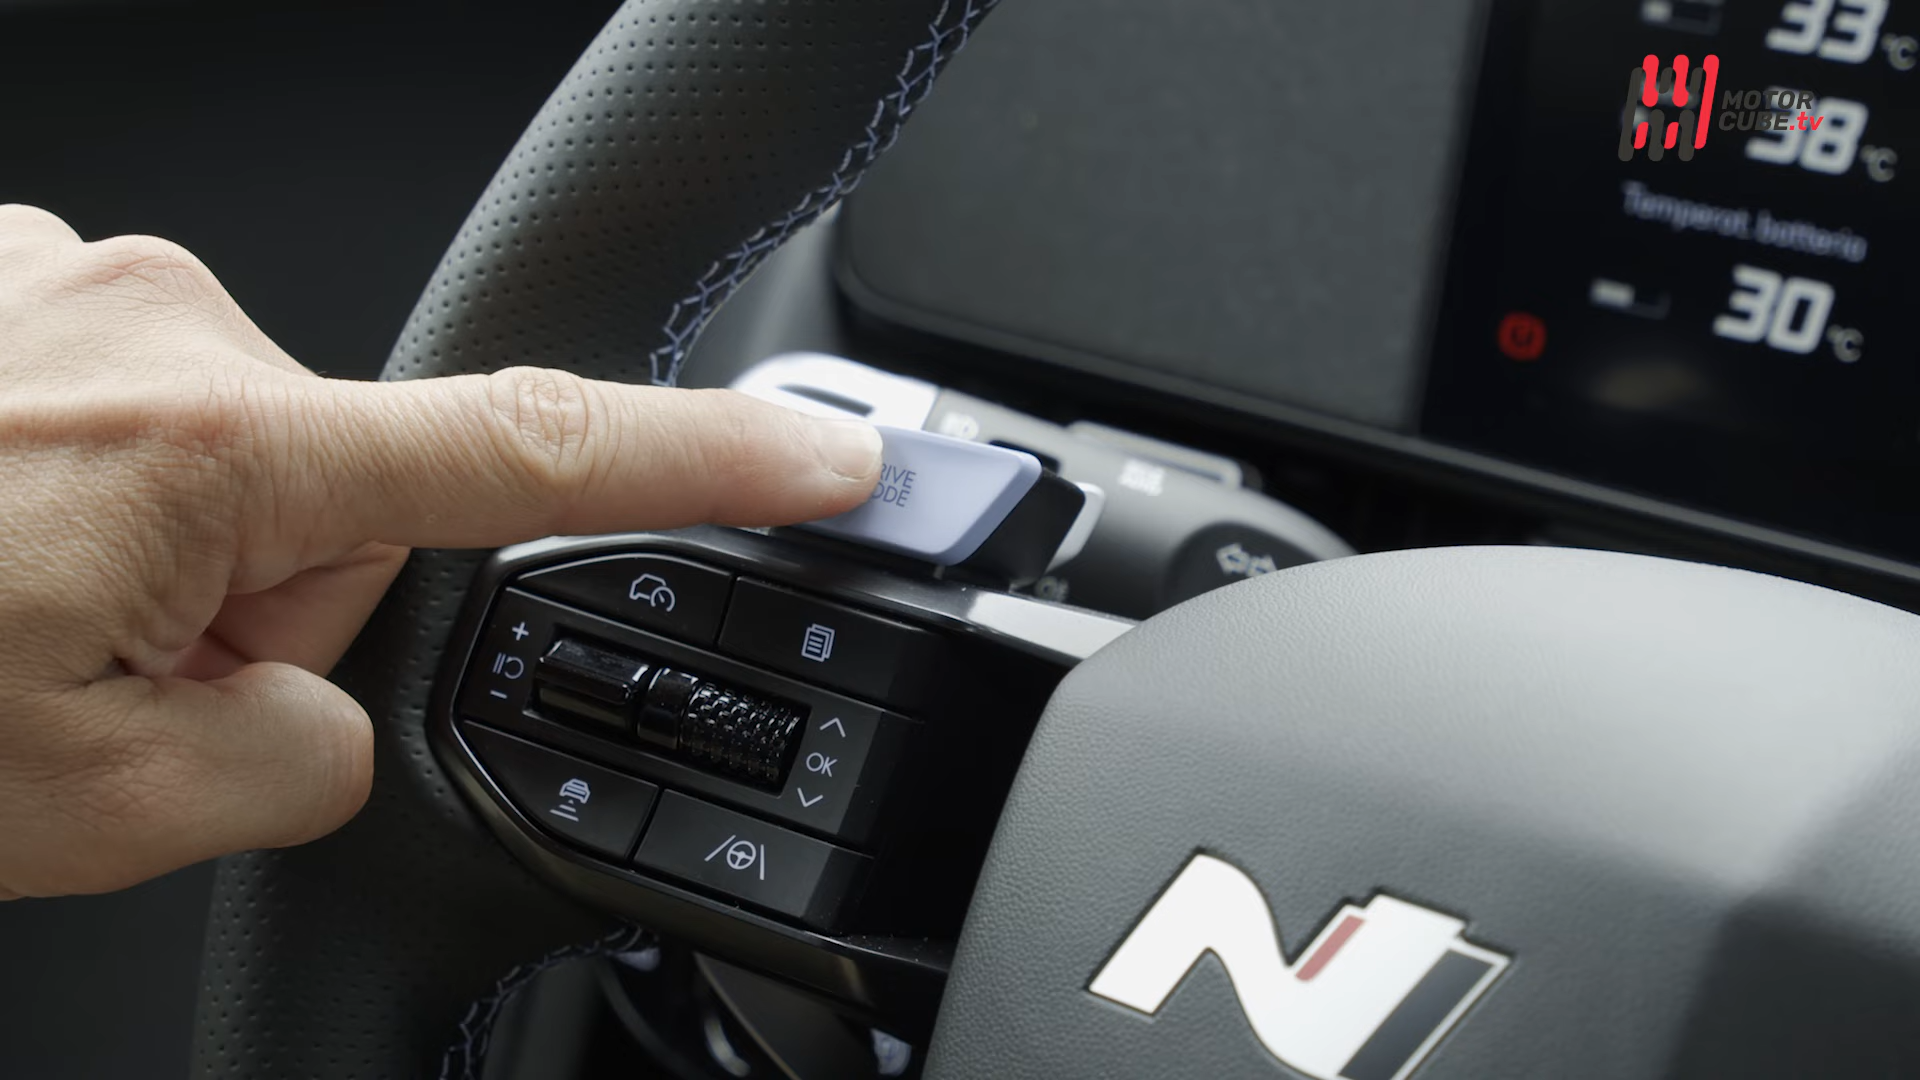 33 °C
MOTOR
CUBE.tv
38 °C
Temperat. batteria
30 °C
RIVE
ODE
+
-
OK
N